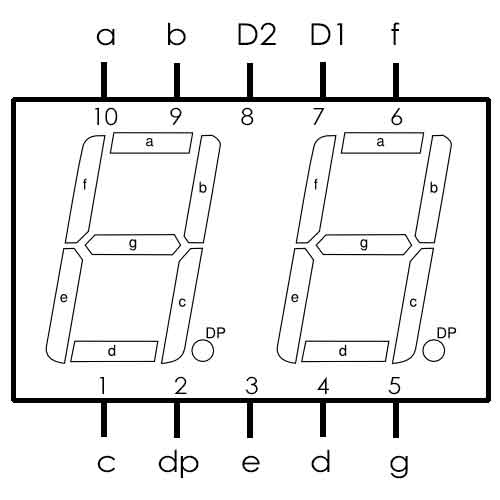 a b D2 D1 f
10 9 8 7 6
a a
f b f b
g g
e c e c
DP DP
d d
1 2 3 4 5
c dp e d g